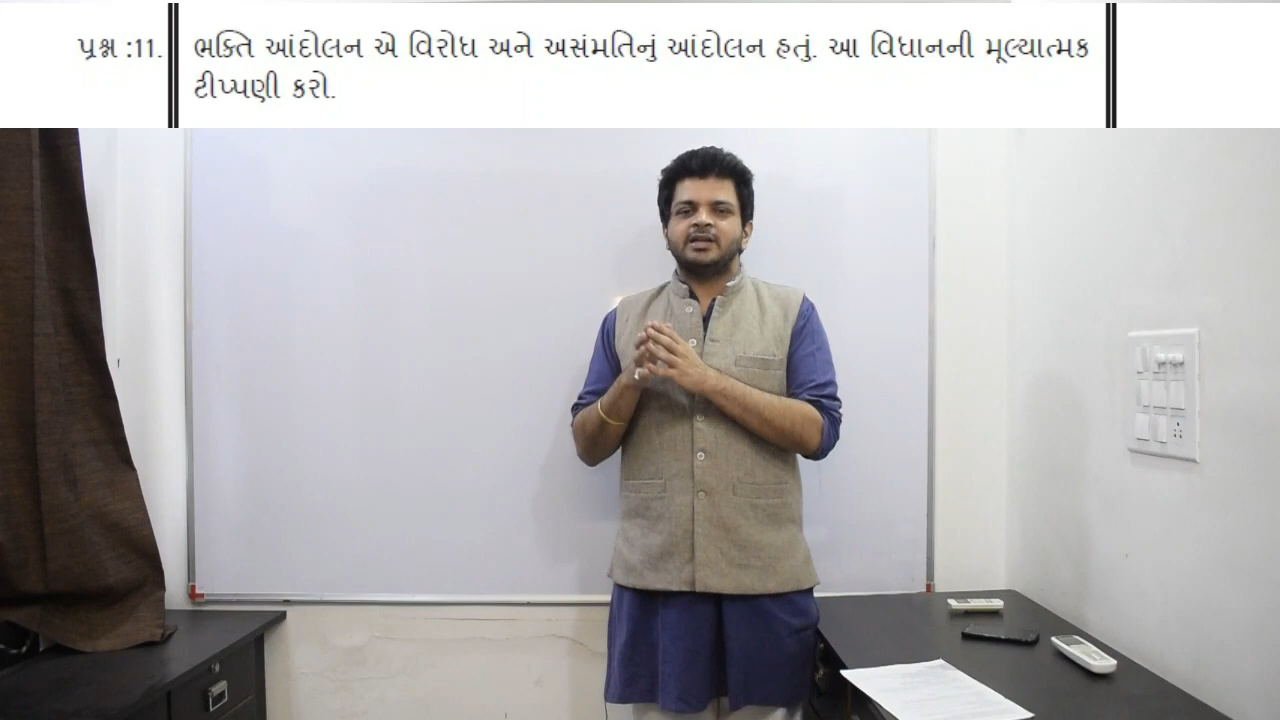 પ્રશ્ન :11. ભક્તિ આંદોલન એ વિરોધ અને અસંમતિનું આંદોલન હતું. આ વિધાનની મૂલ્યાત્મક
ટીપ્પણી કરો.